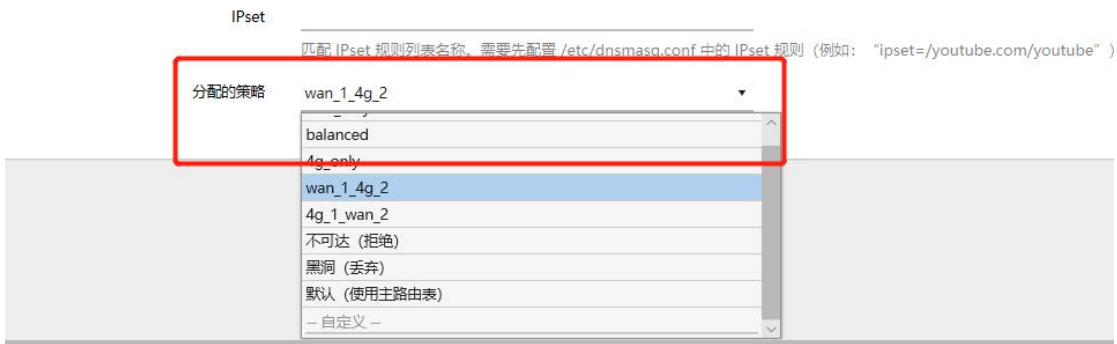 IPset
匹配 IPset 规则列表名称。需要先配置 /etc/dnsmasq.conf 中的 IPset 规则（例如： “ipset=/youtube.com/youtube”）
分配的策略 wan_1_4g_2
balanced
4g_only
wan_1_4g_2
4g_1_wan_2
不可达（拒绝）
黑洞（丢弃）
默认（使用主路由表）
-- 自定义 --